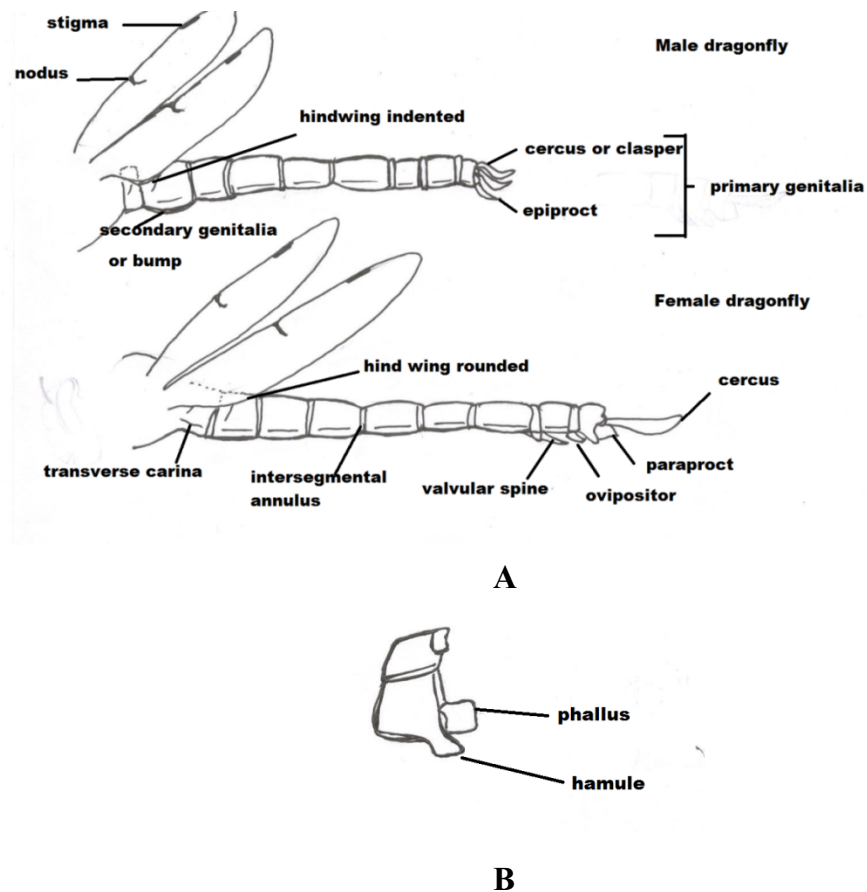 stigma
Male dragonfly
nodus
hindwing indented
cercus or clasper
primary genitalia
epiproct
secondary genitalia
or bump
Female dragonfly
hind wing rounded
cercus
transverse carina
intersegmental
annulus
valvular spine
paraproct
ovipositor
A
phallus
hamule
B